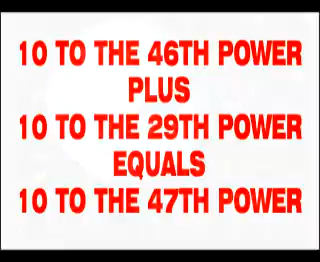 10 TO THE 46TH POWER
PLUS
10 TO THE 29TH POWER
EQUALS
10 TO THE 47TH POWER